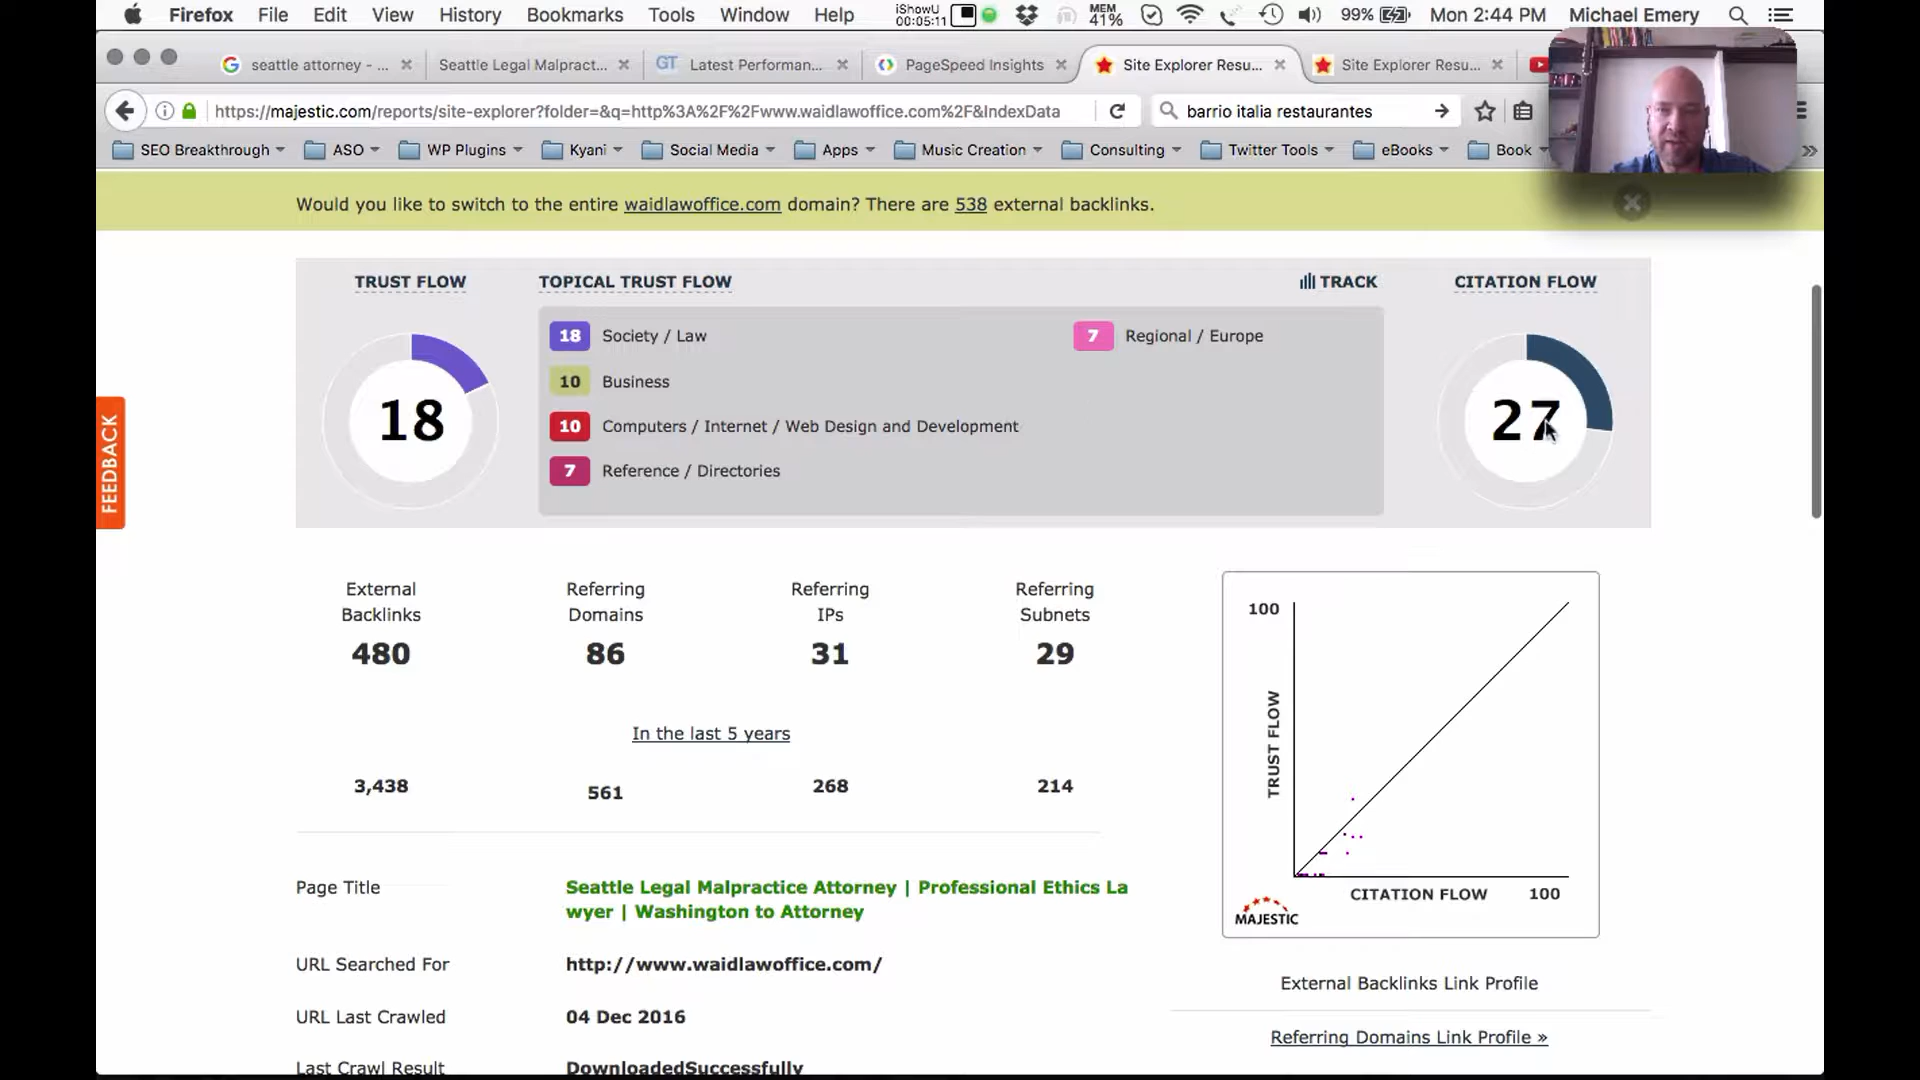 Firefox File Edit View History Bookmarks Tools Window Help iShowU 00:05:11 MEM 41% 99% Mon 2:44 PM Michael Emery
seattle attorney - ... Seattle Legal Malpract... GT Latest Performan... PageSpeed Insights Site Explorer Resu... Site Explorer Resu...
https://majestic.com/reports/site-explorer?folder=&q=http%3A%2F%2Fwww.waidlawoffice.com%2F&IndexData barrio italia restaurantes
SEO Breakthrough ASO WP Plugins Kyani Social Media Apps Music Creation Consulting Twitter Tools eBooks Book
Would you like to switch to the entire waidlawoffice.com domain? There are 538 external backlinks.
TRUST FLOW TOPICAL TRUST FLOW TRACK CITATION FLOW
18 Society / Law 7 Regional / Europe
10 Business
18 10 Computers / Internet / Web Design and Development 27
7 Reference / Directories
FEEDBACK
External Backlinks
480
Referring Domains
86
Referring IPs
31
Referring Subnets
29
In the last 5 years
3,438 561 268 214
100
TRUST FLOW
CITATION FLOW 100
MAJESTIC
Page Title Seattle Legal Malpractice Attorney | Professional Ethics La
wyer | Washington to Attorney
URL Searched For http://www.waidlawoffice.com/
External Backlinks Link Profile
URL Last Crawled 04 Dec 2016
Referring Domains Link Profile »
Last Crawl Result DownloadedSuccessfully